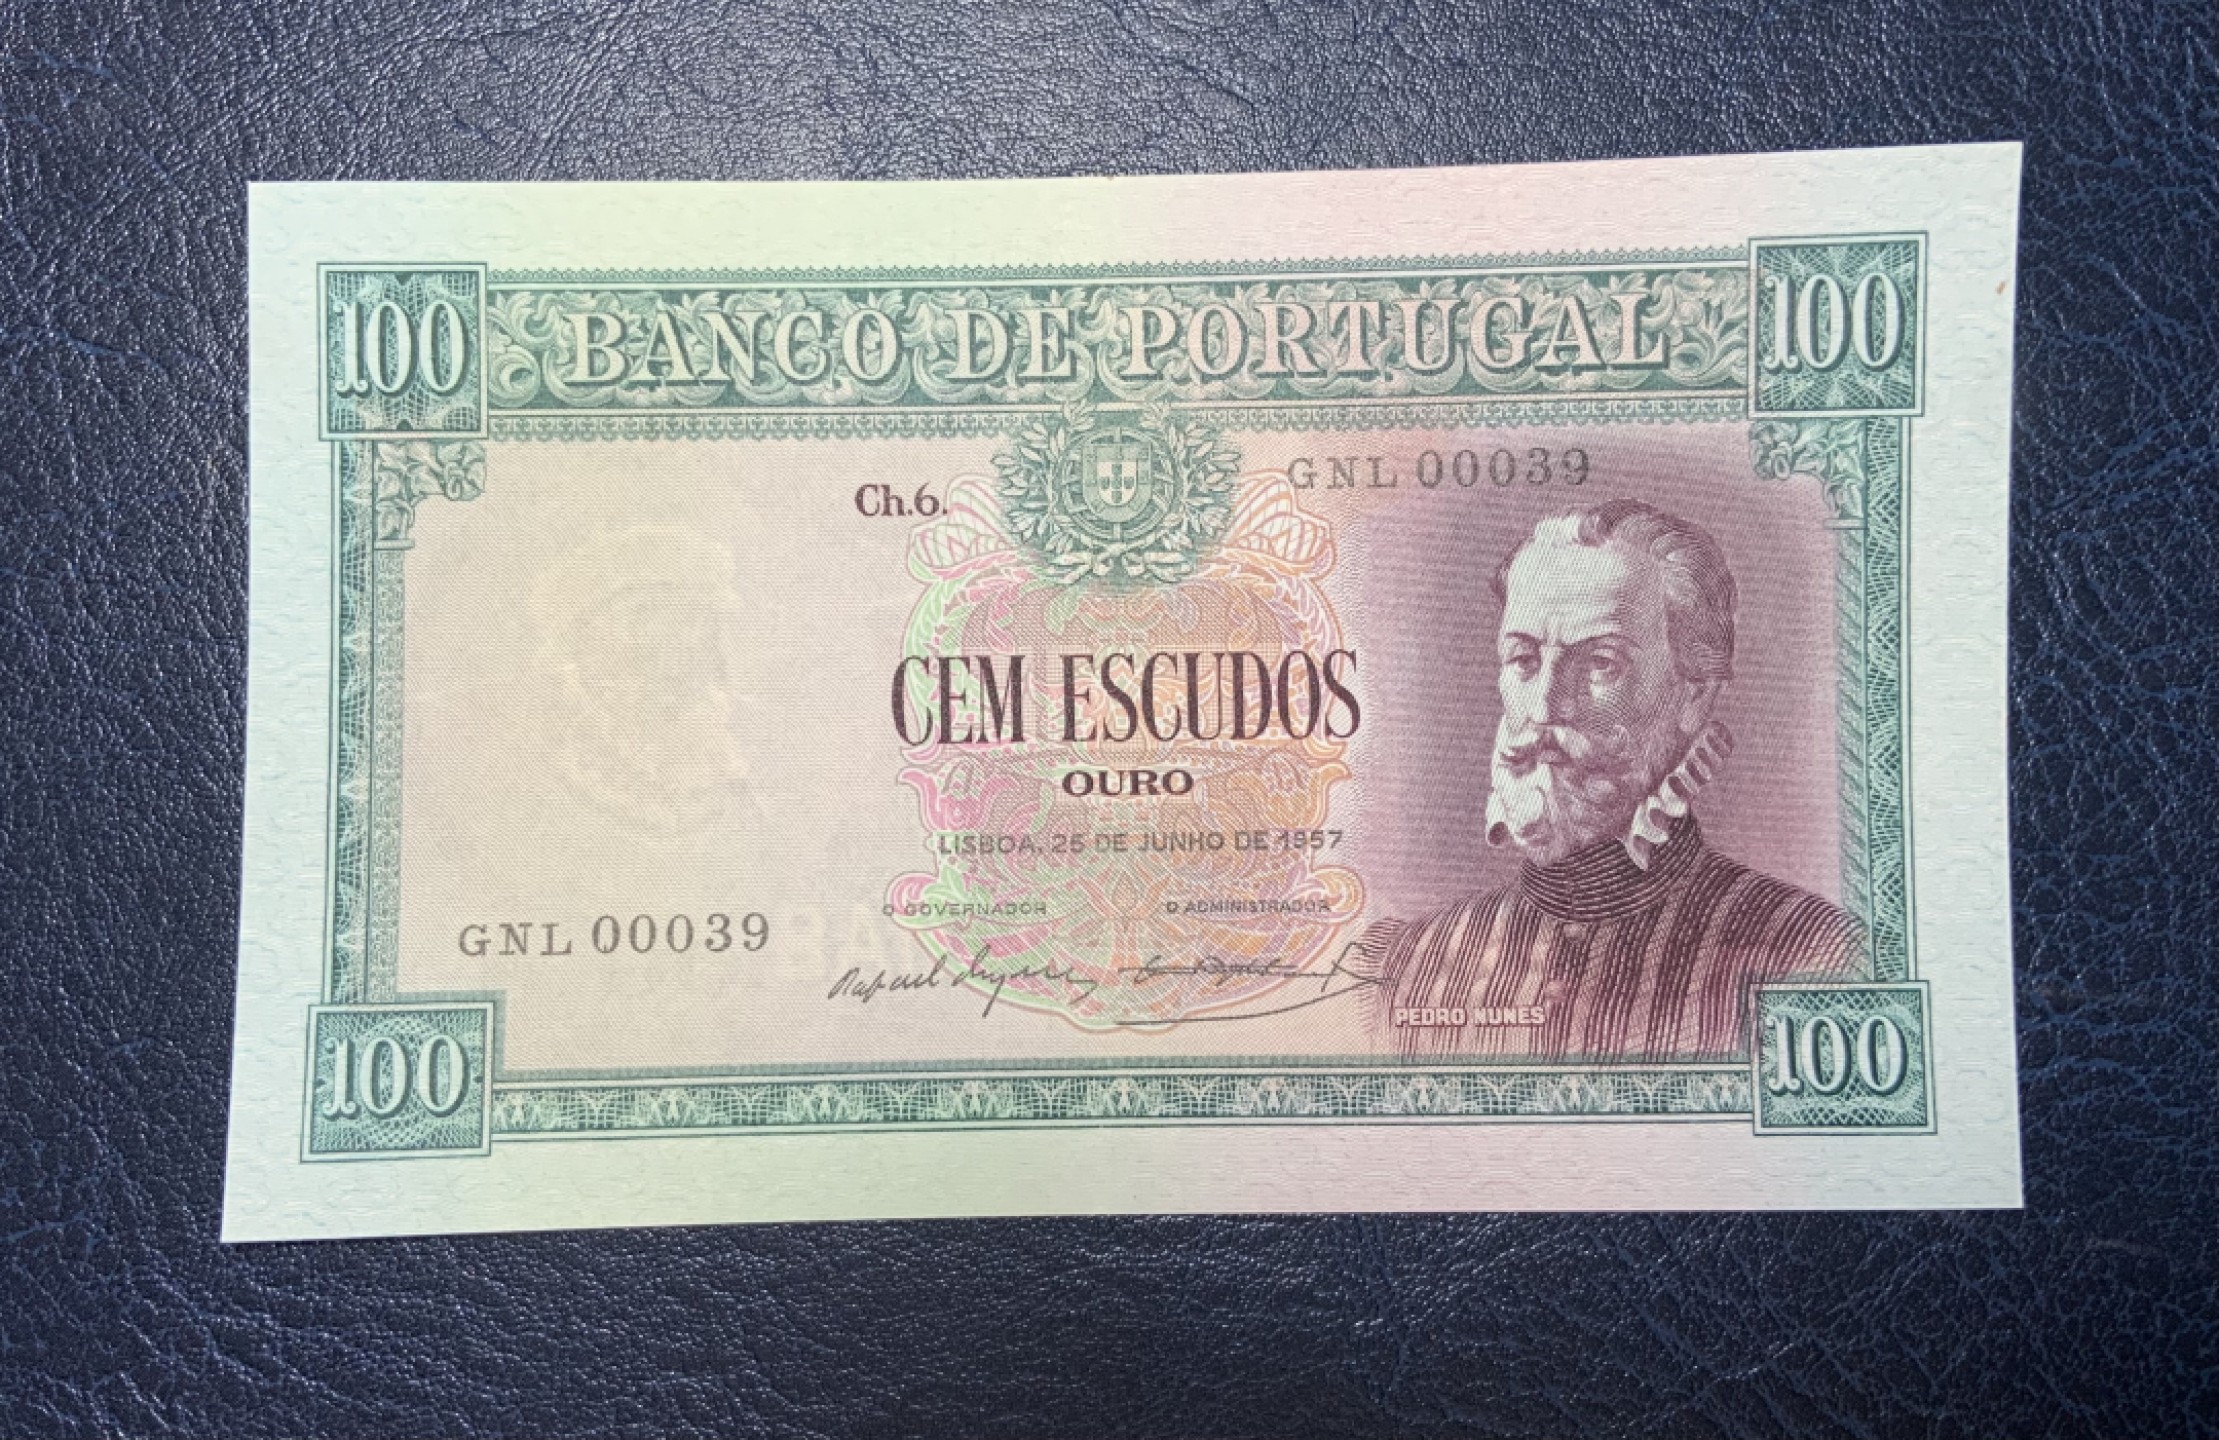 100 BANCO DE PORTUGAL 100
Ch.6.
GNL 00039
CEM ESCUDOS
OURO
LISBOA, 25 DE JUNHO DE 1957
O GOVERNADOR O ADMINISTRADOR
GNL 00039
Rafael
PEDRO NUNES
100 100